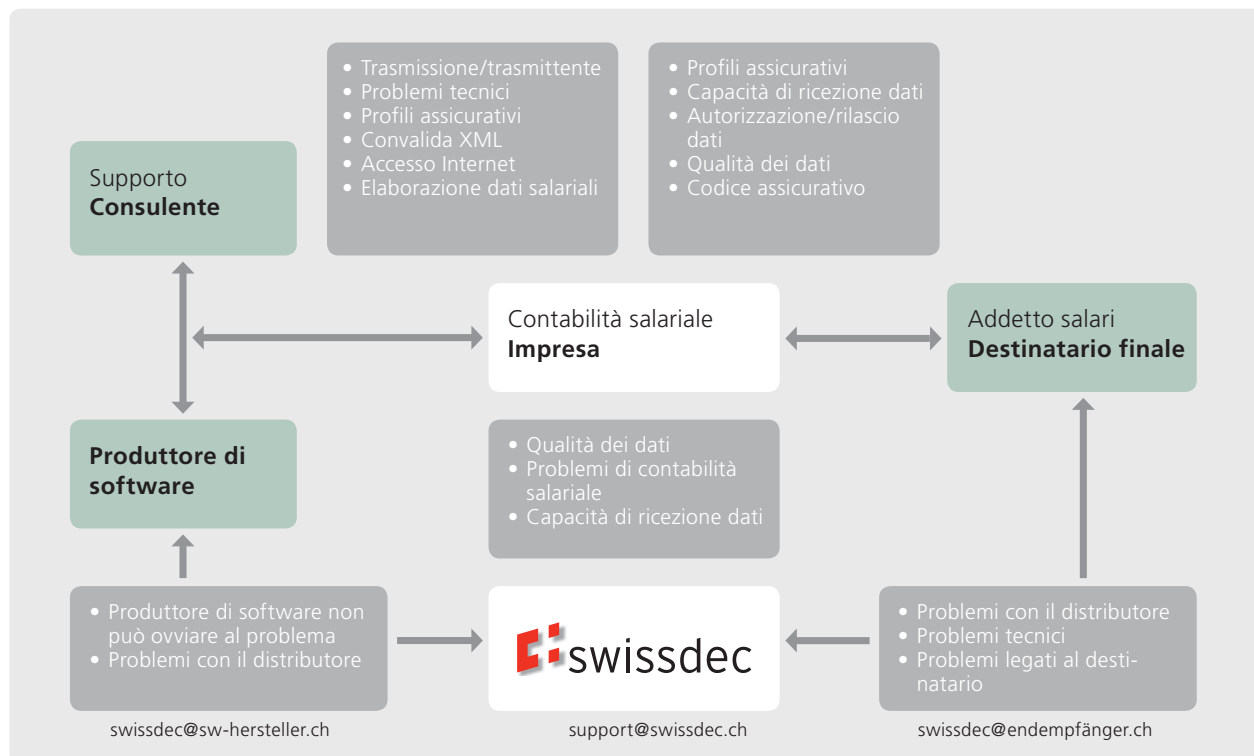 • Trasmissione/trasmittente
• Problemi tecnici
• Profili assicurativi
• Convalida XML
• Accesso Internet
• Elaborazione dati salariali
• Profili assicurativi
• Capacità di ricezione dati
• Autorizzazione/rilascio
dati
• Qualità dei dati
• Codice assicurativo
Supporto
Consulente
Contabilità salariale
Impresa
Addetto salari
Destinatario finale
Produttore di
software
• Qualità dei dati
• Problemi di contabilità
salariale
• Capacità di ricezione dati
• Produttore di software non
può ovviare al problema
• Problemi con il distributore
swissdec
• Problemi con il distributore
• Problemi tecnici
• Problemi legati al desti-
natario
swissdec@sw-hersteller.ch
support@swissdec.ch
swissdec@endempfänger.ch